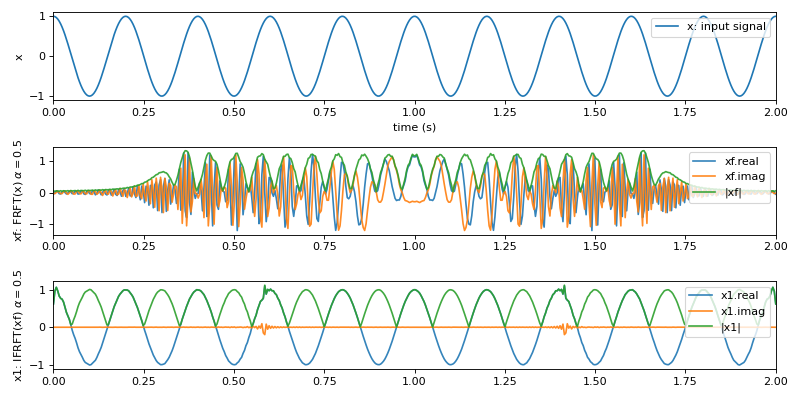 x
1
0
−1
x: input signal
0.00 0.25 0.50 0.75 1.00 1.25 1.50 1.75 2.00
time (s)
xf: FRFT(x) α = 0.5
1
0
−1
xf.real
xf.imag
|xf|
0.00 0.25 0.50 0.75 1.00 1.25 1.50 1.75 2.00
x1: IFRFT(xf) α = 0.5
1
0
−1
x1.real
x1.imag
|x1|
0.00 0.25 0.50 0.75 1.00 1.25 1.50 1.75 2.00